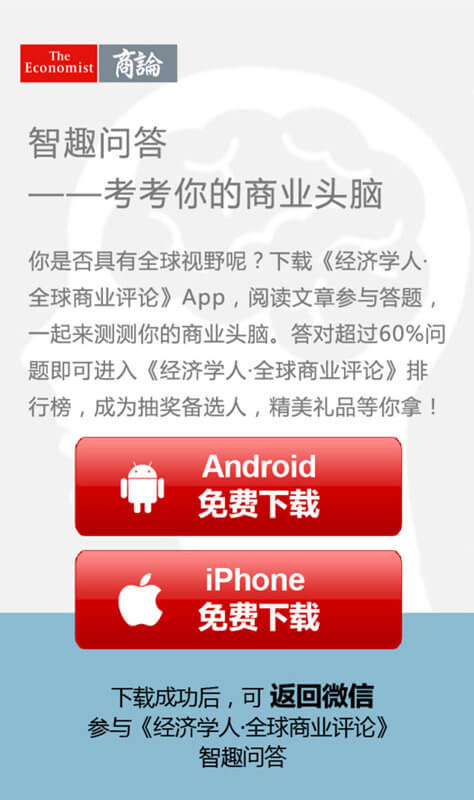 The
Economist
商論
智趣问答
——考考你的商业头脑
你是否具有全球视野呢？下载《经济学人·
全球商业评论》App，阅读文章参与答题，
一起来测测你的商业头脑。答对超过60%问
题即可进入《经济学人·全球商业评论》排
行榜，成为抽奖备选人，精美礼品等你拿！
Android
免费下载
iPhone
免费下载
下载成功后，可 返回微信
参与《经济学人·全球商业评论》
智趣问答